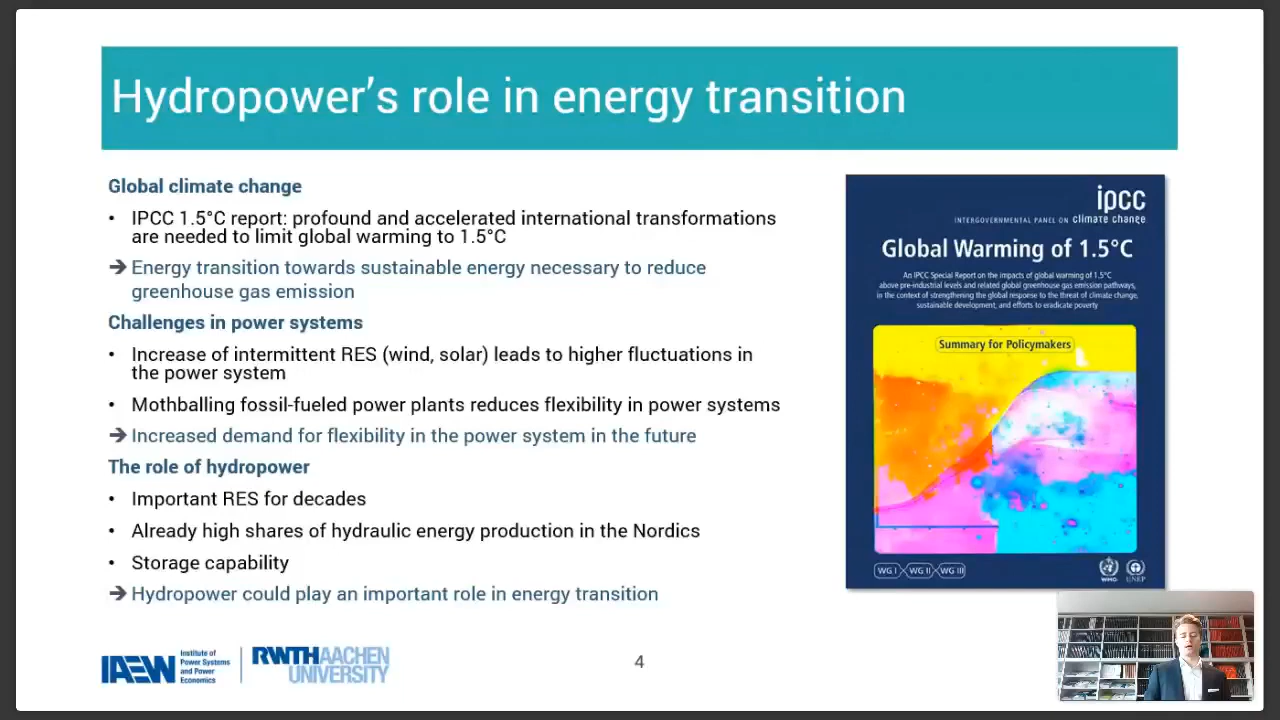 Hydropower's role in energy transition
Global climate change
• IPCC 1.5°C report: profound and accelerated international transformations
are needed to limit global warming to 1.5°C
➔ Energy transition towards sustainable energy necessary to reduce
greenhouse gas emission
Challenges in power systems
• Increase of intermittent RES (wind, solar) leads to higher fluctuations in
the power system
• Mothballing fossil-fueled power plants reduces flexibility in power systems
➔ Increased demand for flexibility in the power system in the future
The role of hydropower
• Important RES for decades
• Already high shares of hydraulic energy production in the Nordics
• Storage capability
➔ Hydropower could play an important role in energy transition
ipcc
INTERGOVERNMENTAL PANEL ON climate change
Global Warming of 1.5°C
An IPCC Special Report on the impacts of global warming of 1.5°C
above pre-industrial levels and related global greenhouse gas emission pathways,
in the context of strengthening the global response to the threat of climate change,
sustainable development, and efforts to eradicate poverty
Summary for Policymakers
WG I WG II WG III
WMO UNEP
IAEW
Institute of
Power Systems
and Power
Economics
RWTH AACHEN
UNIVERSITY
4